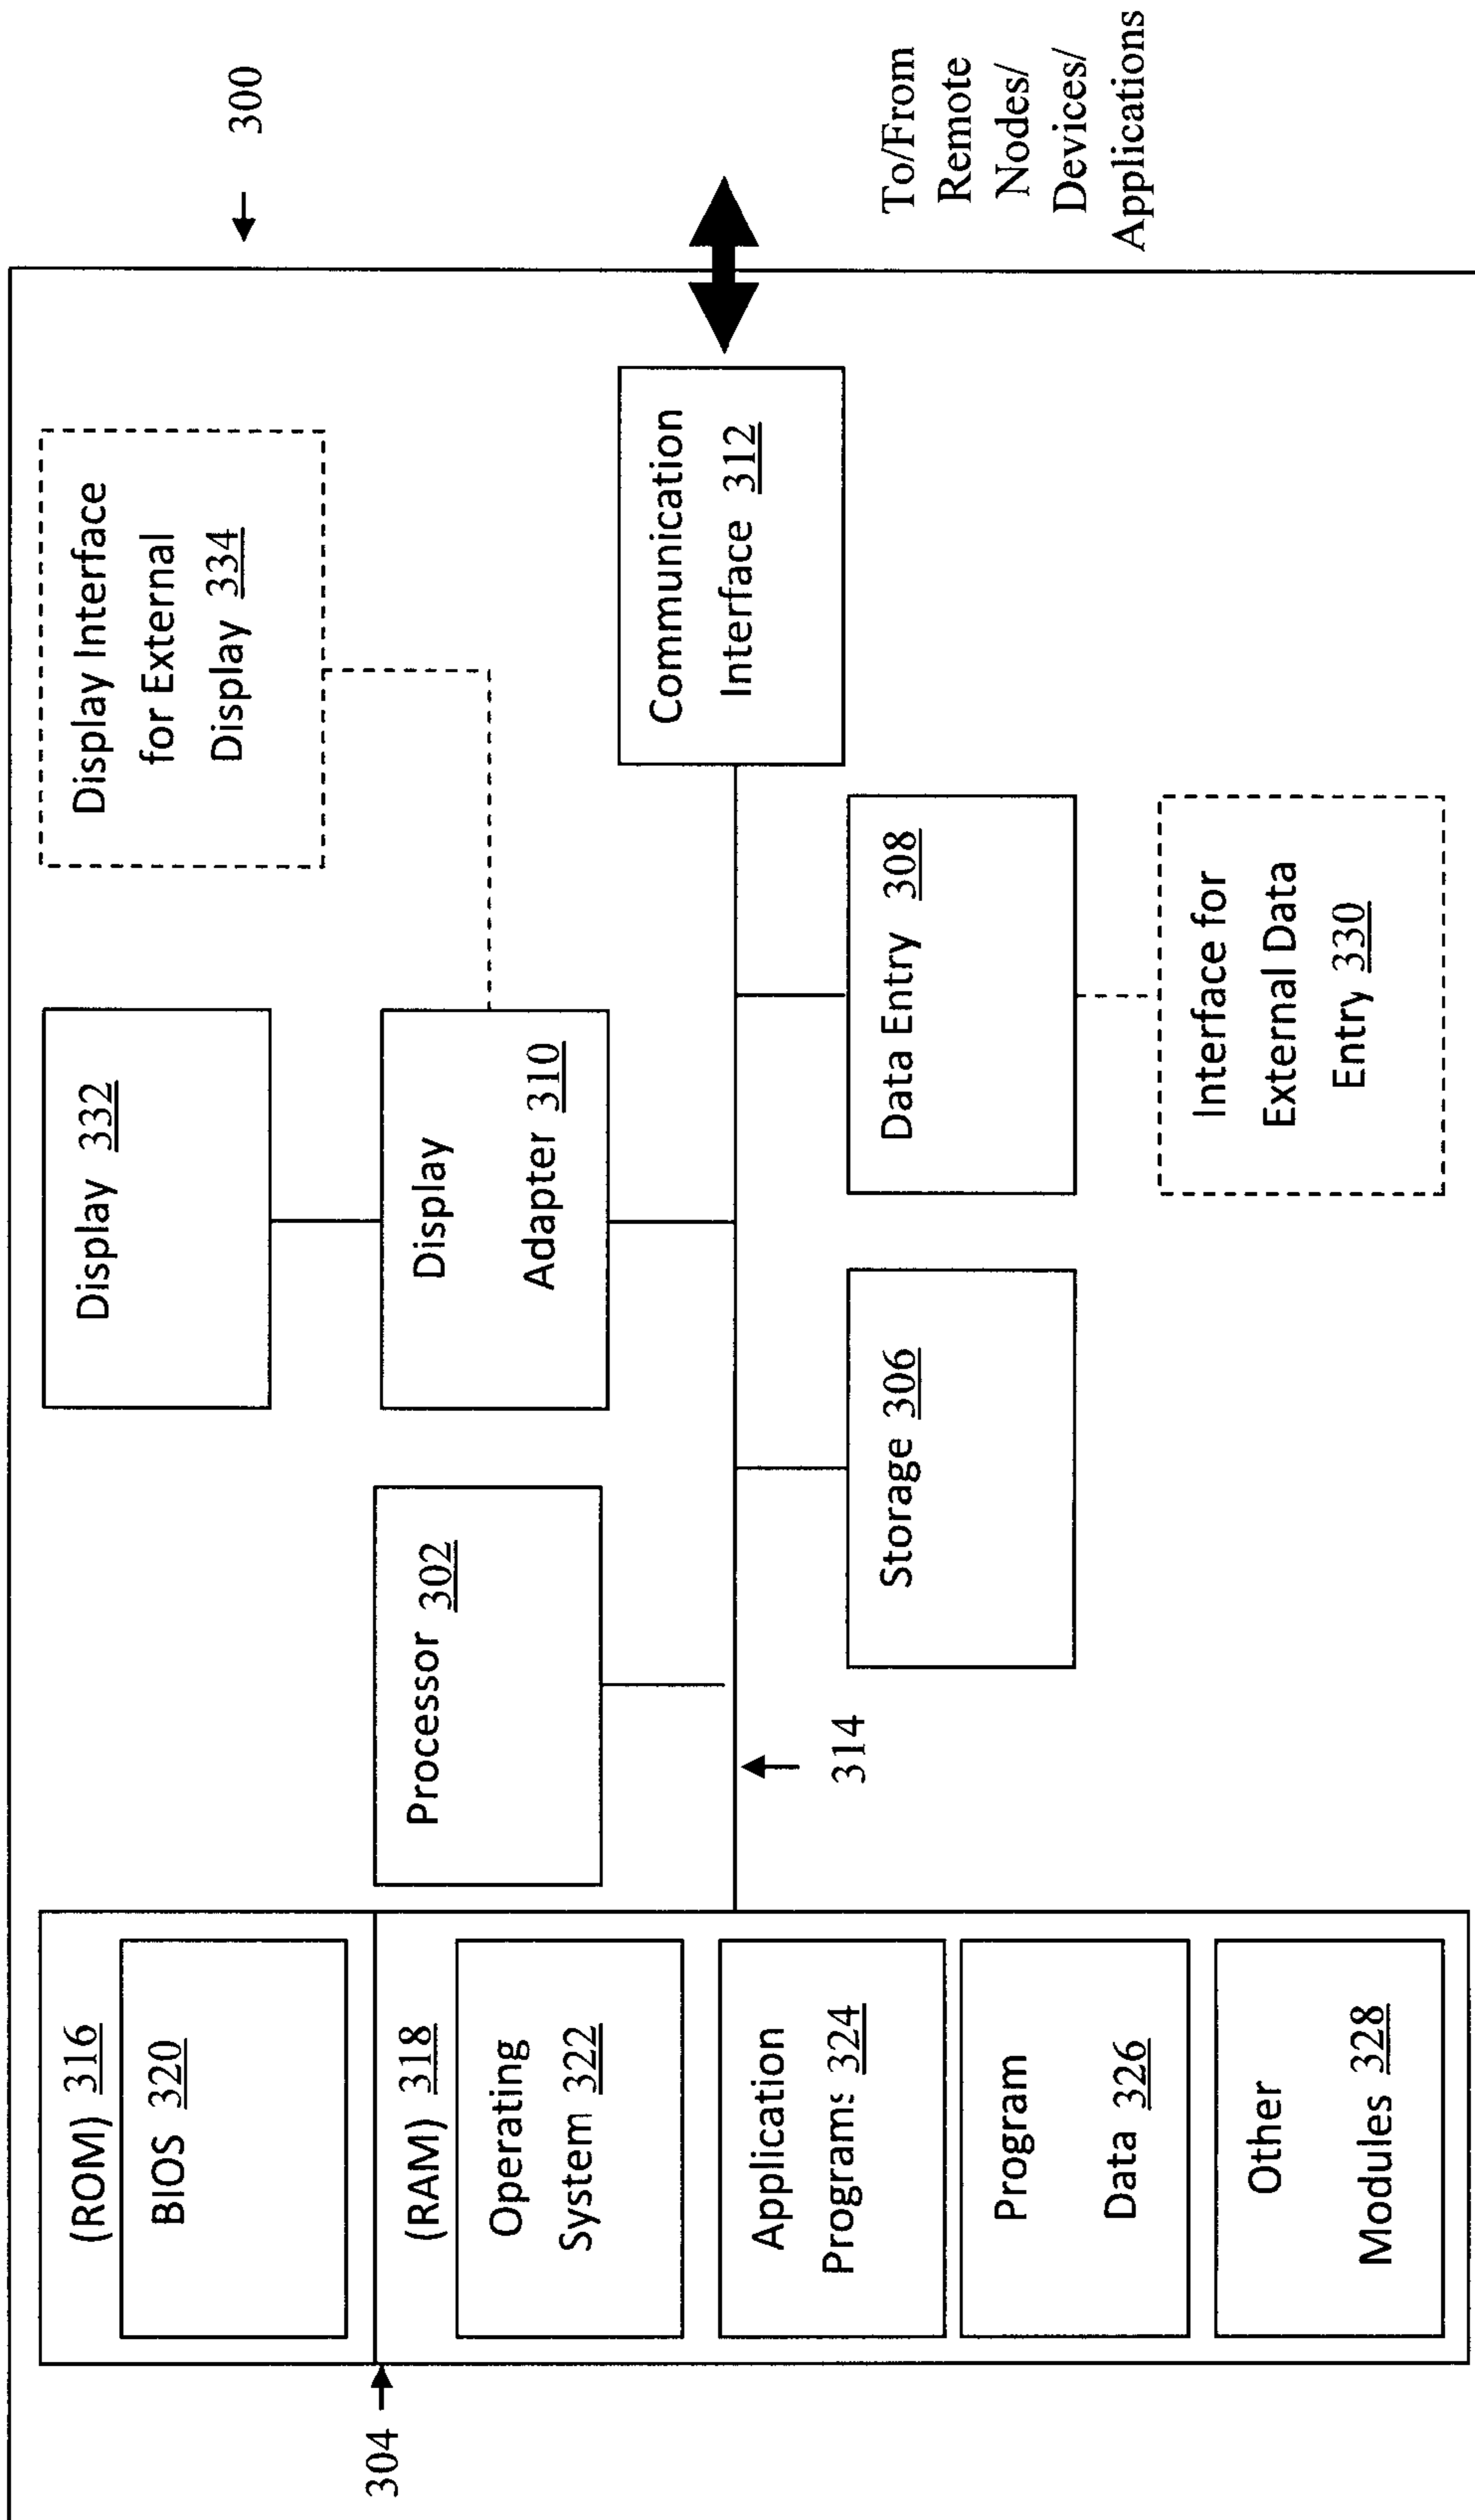 300
(ROM) 316
BIOS 320
304
(RAM) 318
Operating
System 322
Application
Programs 324
Program
Data 326
Other
Modules 328
Processor 302
314
Display 332
Display
Adapter 310
Storage 306
Display Interface
for External
Display 334
Data Entry 308
Interface for
External Data
Entry 330
Communication
Interface 312
To/From
Remote
Nodes/
Devices/
Applications